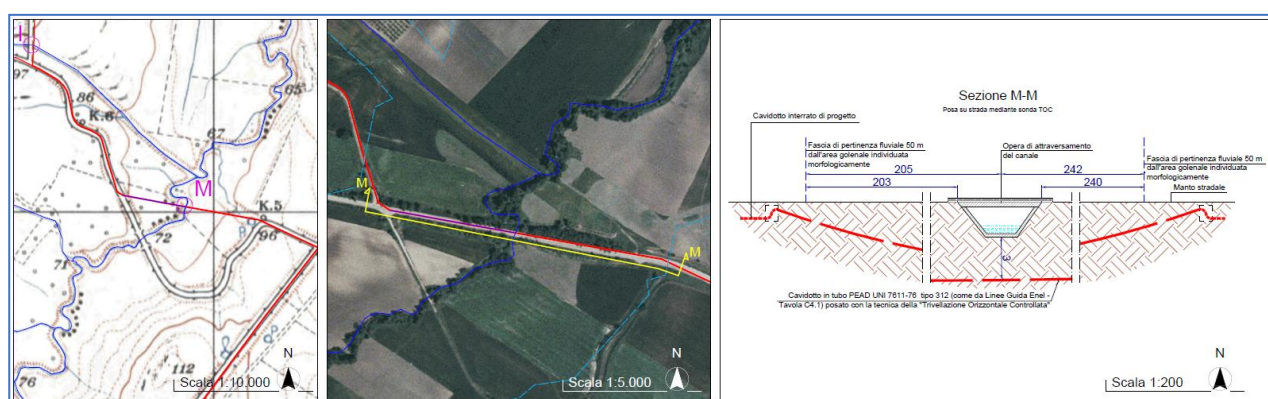 I
97
86
K.6
65
67
M
K.5
72
P
96
71
P
76
112
N
Scala 1:10.000
M
M
N
Scala 1:5.000
Sezione M-M
Posa su strada mediante sonda TOC
Cavidotto interrato di progetto
Fascia di pertinenza fluviale 50 m
dall'area golenale individuata
morfologicamente
Opera di attraversamento
del canale
Fascia di pertinenza fluviale 50 m
dall'area golenale individuata
morfologicamente
205
242
203
240
Manto stradale
3
Cavidotto in tubo PEAD UNI 7611-76 tipo 312 (come da Linee Guida Enel -
Tavola C4.1) posato con la tecnica della "Trivellazione Orizzontale Controllata"
N
Scala 1:200